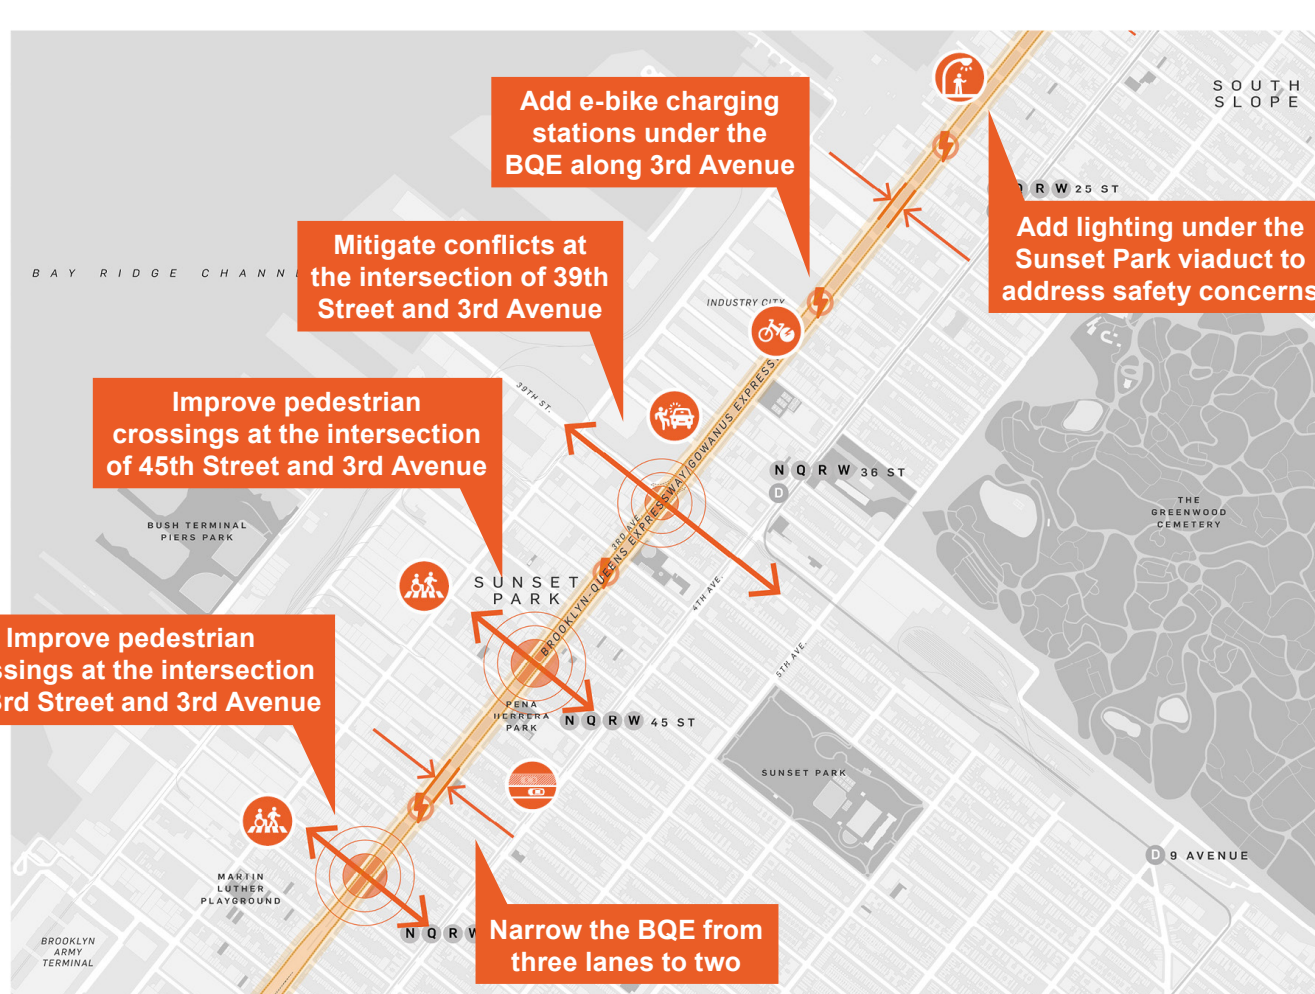 SOUTH
SLOPE
Add e-bike charging
stations under the
BQE along 3rd Avenue
R W 25 ST
Add lighting under the
Sunset Park viaduct to
address safety concerns
Mitigate conflicts at
the intersection of 39th
Street and 3rd Avenue
BAY RIDGE CHANNE
INDUSTRY CITY
39TH ST.
Improve pedestrian
crossings at the intersection
of 45th Street and 3rd Avenue
BROOKLYN-QUEENS EXPRESSWAY/GOWANUS EXPRESS
N Q R W 36 ST
D
THE
GREENWOOD
CEMETERY
BUSH TERMINAL
PIERS PARK
3RD AVE.
4TH AVE.
5TH AVE.
SUNSET
PARK
Improve pedestrian
ssings at the intersection
3rd Street and 3rd Avenue
PENA
HERRERA
PARK
N Q R W 45 ST
SUNSET PARK
D 9 AVENUE
MARTIN
LUTHER
PLAYGROUND
N Q R W
Narrow the BQE from
three lanes to two
BROOKLYN
ARMY
TERMINAL